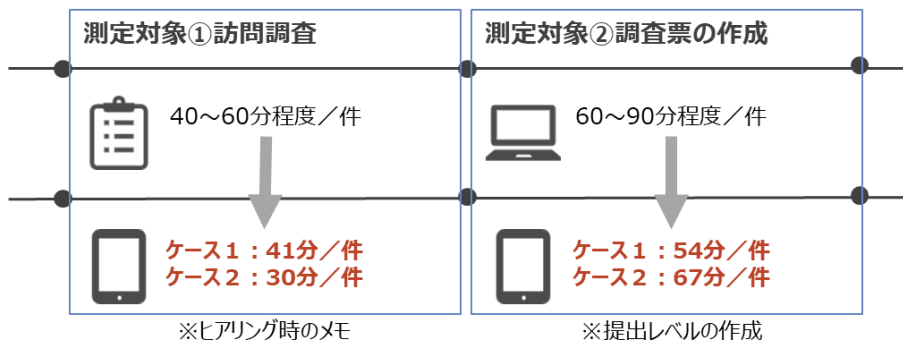 測定対象①訪問調査
40～60分程度／件
ケース１：41分／件
ケース２：30分／件
※ヒアリング時のメモ
測定対象②調査票の作成
60～90分程度／件
ケース１：54分／件
ケース２：67分／件
※提出レベルの作成